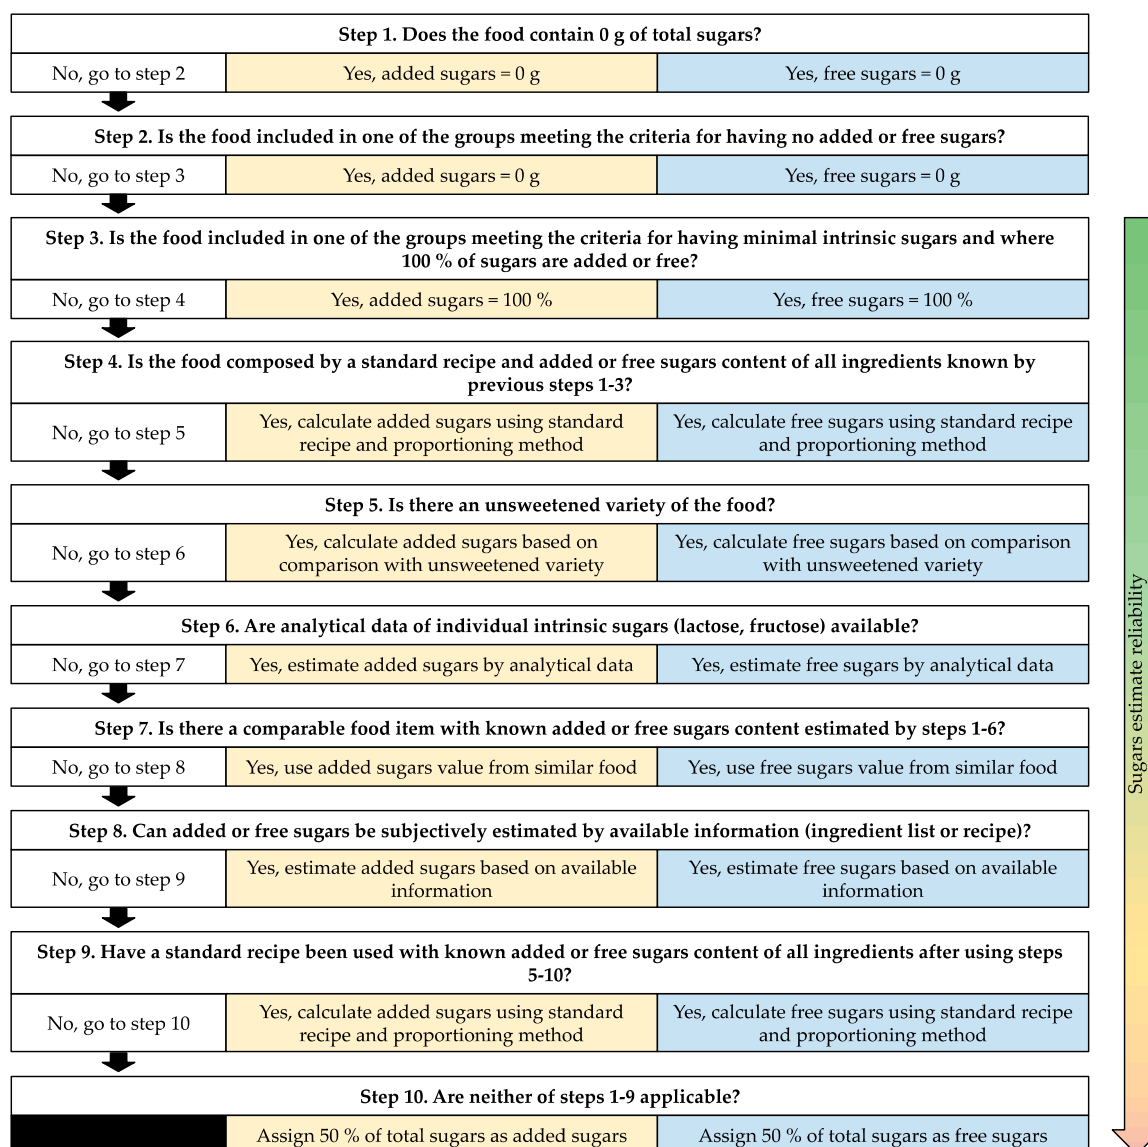 Step 1. Does the food contain 0 g of total sugars?
No, go to step 2
Yes, added sugars = 0 g
Yes, free sugars = 0 g
Step 2. Is the food included in one of the groups meeting the criteria for having no added or free sugars?
No, go to step 3
Yes, added sugars = 0 g
Yes, free sugars = 0 g
Step 3. Is the food included in one of the groups meeting the criteria for having minimal intrinsic sugars and where
100 % of sugars are added or free?
No, go to step 4
Yes, added sugars = 100 %
Yes, free sugars = 100 %
Step 4. Is the food composed by a standard recipe and added or free sugars content of all ingredients known by
previous steps 1-3?
No, go to step 5
Yes, calculate added sugars using standard
recipe and proportioning method
Yes, calculate free sugars using standard recipe
and proportioning method
Step 5. Is there an unsweetened variety of the food?
No, go to step 6
Yes, calculate added sugars based on
comparison with unsweetened variety
Yes, calculate free sugars based on comparison
with unsweetened variety
Step 6. Are analytical data of individual intrinsic sugars (lactose, fructose) available?
No, go to step 7
Yes, estimate added sugars by analytical data
Yes, estimate free sugars by analytical data
Step 7. Is there a comparable food item with known added or free sugars content estimated by steps 1-6?
No, go to step 8
Yes, use added sugars value from similar food
Yes, use free sugars value from similar food
Step 8. Can added or free sugars be subjectively estimated by available information (ingredient list or recipe)?
No, go to step 9
Yes, estimate added sugars based on available
information
Yes, estimate free sugars based on available
information
Step 9. Have a standard recipe been used with known added or free sugars content of all ingredients after using steps
5-10?
No, go to step 10
Yes, calculate added sugars using standard
recipe and proportioning method
Yes, calculate free sugars using standard recipe
and proportioning method
Step 10. Are neither of steps 1-9 applicable?
Assign 50 % of total sugars as added sugars
Assign 50 % of total sugars as free sugars
Sugars estimate reliability